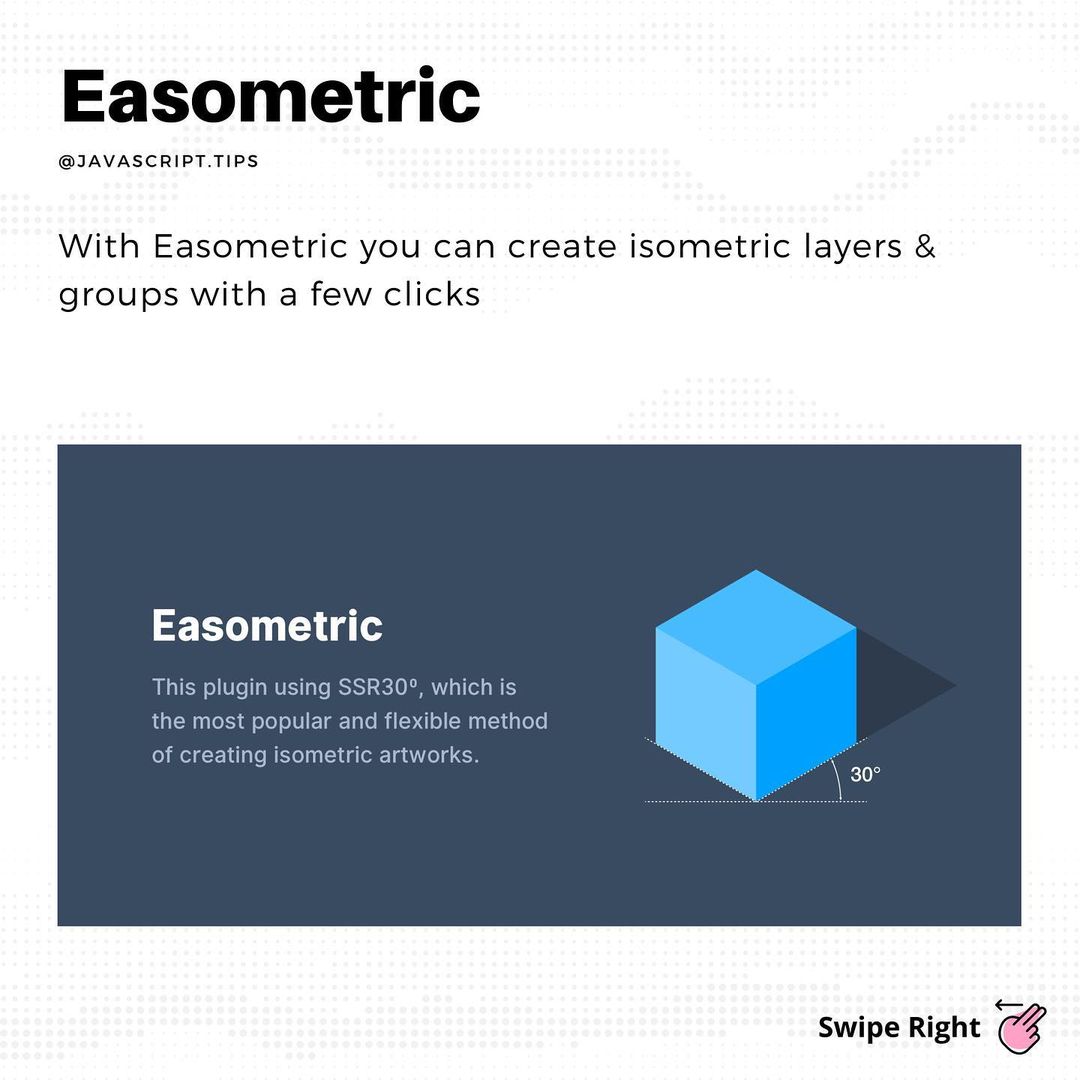 Easometric
@JAVASCRIPT.TIPS
With Easometric you can create isometric layers &
groups with a few clicks
Easometric
This plugin using SSR30º, which is
the most popular and flexible method
of creating isometric artworks.
30°
Swipe Right